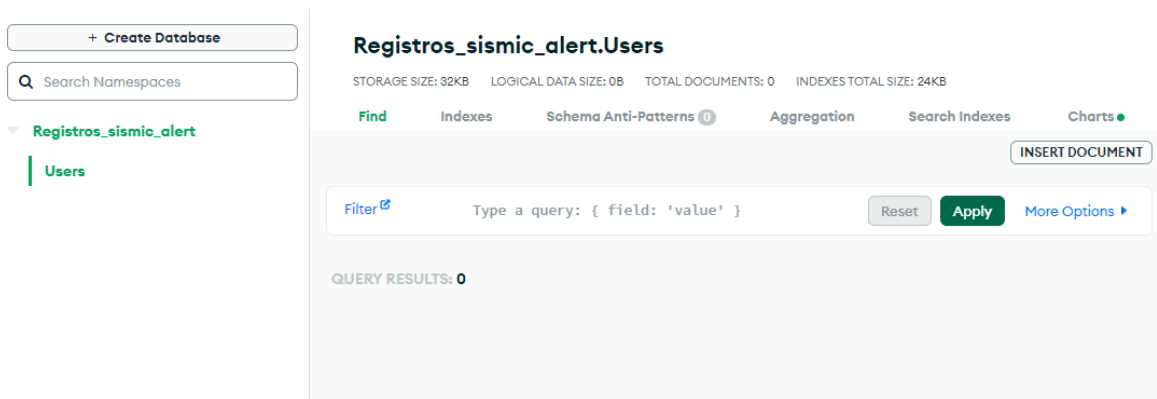 + Create Database
Search Namespaces
Registros_sismic_alert
Users
Registros_sismic_alert.Users
STORAGE SIZE: 32KB LOGICAL DATA SIZE: 0B TOTAL DOCUMENTS: 0 INDEXES TOTAL SIZE: 24KB
Find Indexes Schema Anti-Patterns 0 Aggregation Search Indexes Charts
INSERT DOCUMENT
Filter Type a query: { field: 'value' } Reset Apply More Options
QUERY RESULTS: 0